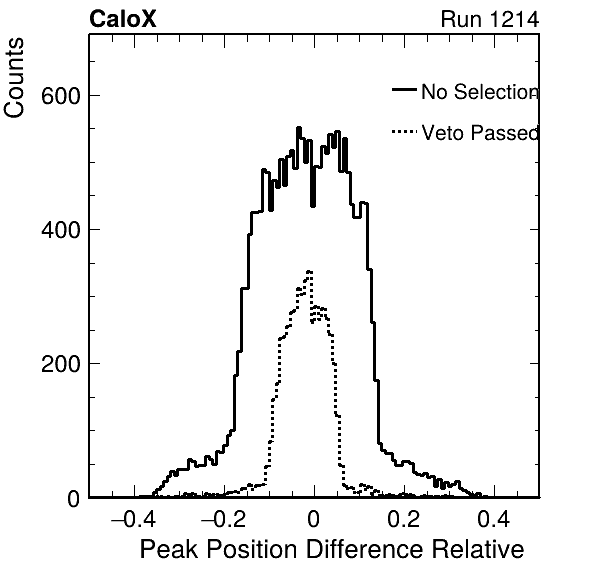 CaloX Run 1214
Counts
No Selection
Veto Passed
600
400
200
0
−0.4 −0.2 0 0.2 0.4
Peak Position Difference Relative